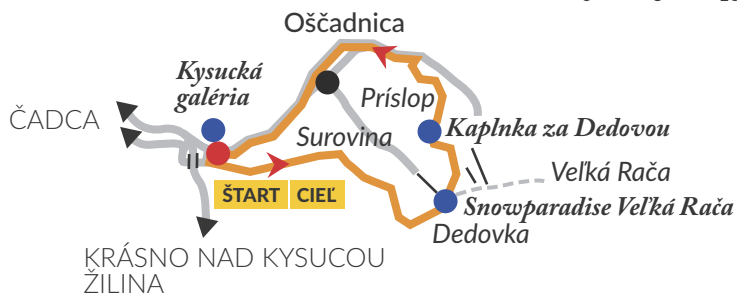 Oščadnica
Kysucká
galéria
Príslop
ČADCA
Surovina
Kaplnka za Dedovou
Veľká Rača
ŠTART CIEĽ
Snowparadise Veľká Rača
Dedovka
KRÁSNO NAD KYSUCOU
ŽILINA